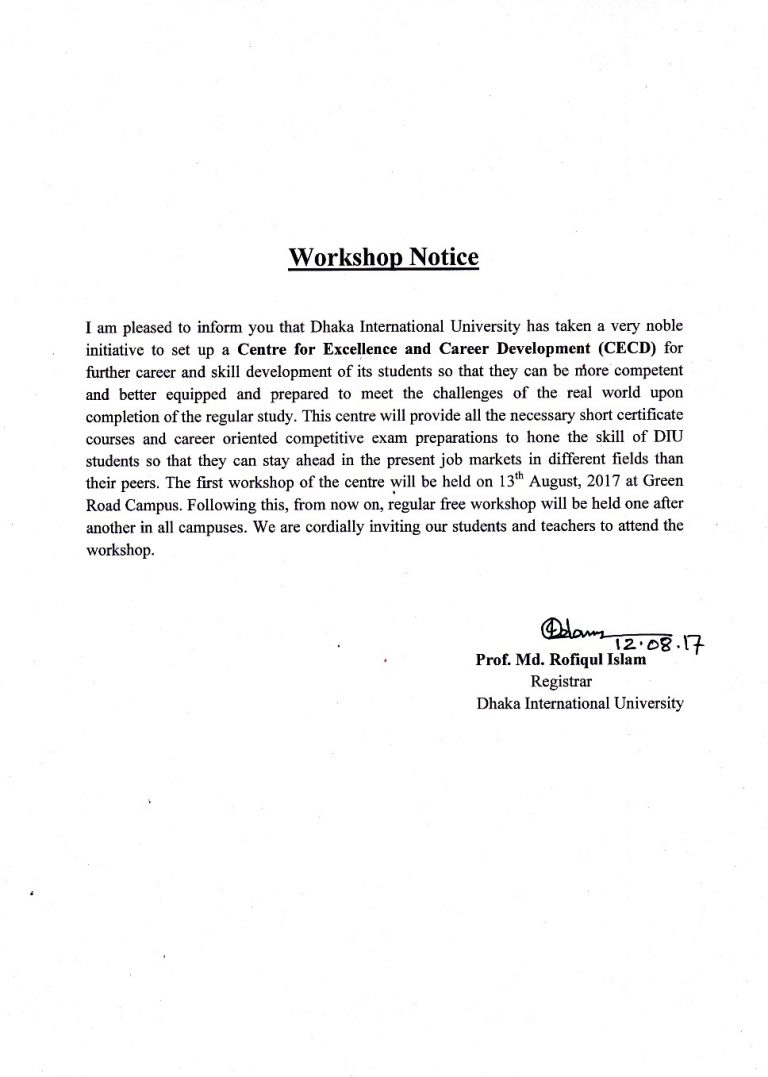 Workshop Notice
I am pleased to inform you that Dhaka International University has taken a very noble
initiative to set up a Centre for Excellence and Career Development (CECD) for
further career and skill development of its students so that they can be more competent
and better equipped and prepared to meet the challenges of the real world upon
completion of the regular study. This centre will provide all the necessary short certificate
courses and career oriented competitive exam preparations to hone the skill of DIU
students so that they can stay ahead in the present job markets in different fields than
their peers. The first workshop of the centre will be held on 13th August, 2017 at Green
Road Campus. Following this, from now on, regular free workshop will be held one after
another in all campuses. We are cordially inviting our students and teachers to attend the
workshop.
12.08.17
Prof. Md. Rofiqul Islam
Registrar
Dhaka International University